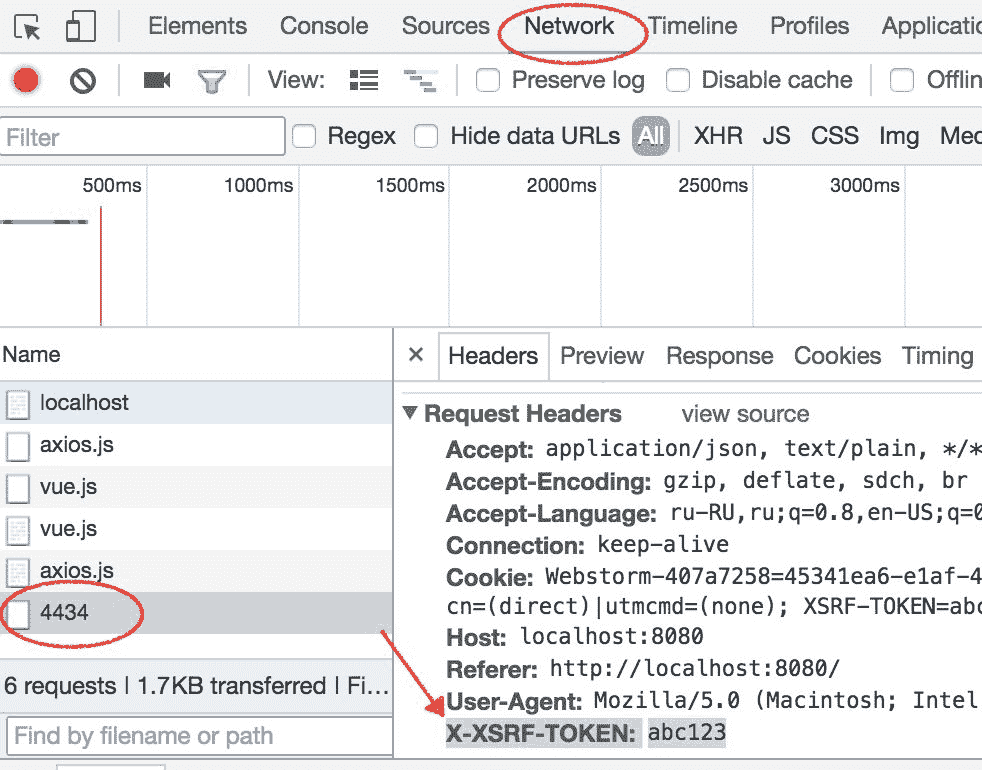 Elements Console Sources Network Timeline Profiles Applicatio
View: Preserve log Disable cache Offlin
Filter Regex Hide data URLs All XHR JS CSS Img Med
500ms 1000ms 1500ms 2000ms 2500ms 3000ms
Name
localhost
axios.js
vue.js
vue.js
axios.js
4434
6 requests | 1.7KB transferred | Fi...
Find by filename or path
× Headers Preview Response Cookies Timing
Request Headers view source
Accept: application/json, text/plain, */*
Accept-Encoding: gzip, deflate, sdch, br
Accept-Language: ru-RU,ru;q=0.8,en-US;q=0
Connection: keep-alive
Cookie: Webstorm-407a7258=45341ea6-e1af-4
cn=(direct)|utmcmd=(none); XSRF-TOKEN=abc
Host: localhost:8080
Referer: http://localhost:8080/
User-Agent: Mozilla/5.0 (Macintosh; Intel
X-XSRF-TOKEN: abc123